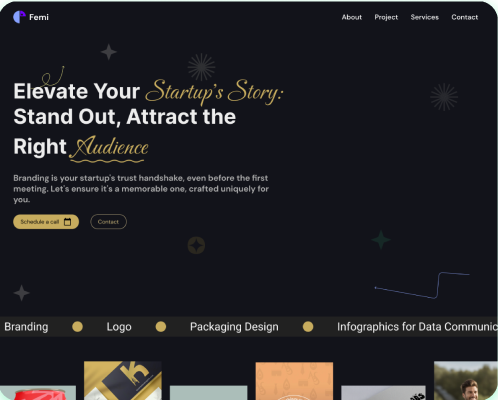 Femi
About Project Services Contact
Elevate Your Startup's Story:
Stand Out, Attract the
Right Audience
Branding is your startup's trust handshake, even before the first
meeting. Let's ensure it's a memorable one, crafted uniquely for
you.
Schedule a call Contact
Branding Logo Packaging Design Infographics for Data Communic